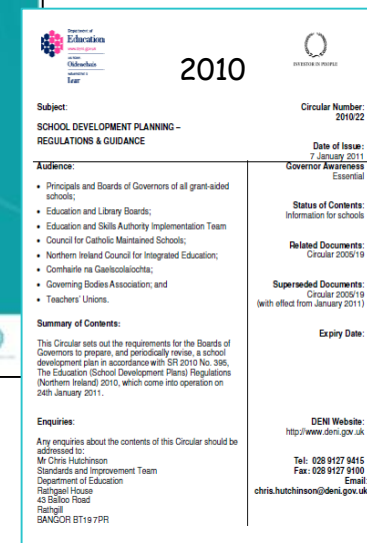 Department of
Education
www.deni.gov.uk
AN ROINN
Oideachais
MÄNNYSTRIE O
Lear
2010
INVESTOR IN PEOPLE
Subject:
SCHOOL DEVELOPMENT PLANNING –
REGULATIONS & GUIDANCE
Circular Number:
2010/22
Date of Issue:
7 January 2011
Audience:
• Principals and Boards of Governors of all grant-aided
schools;
• Education and Library Boards;
• Education and Skills Authority Implementation Team
• Council for Catholic Maintained Schools;
• Northern Ireland Council for Integrated Education;
• Comhairle na Gaelscolaíochta;
• Governing Bodies Association; and
• Teachers' Unions.
Governor Awareness
Essential
Status of Contents:
Information for schools
Related Documents:
Circular 2005/19
Superseded Documents:
Circular 2005/19
(with effect from January 2011)
Expiry Date:
Summary of Contents:
This Circular sets out the requirements for the Boards of
Governors to prepare, and periodically revise, a school
development plan in accordance with SR 2010 No. 395,
The Education (School Development Plans) Regulations
(Northern Ireland) 2010, which come into operation on
24th January 2011.
Enquiries:
Any enquiries about the contents of this Circular should be
addressed to:
Mr Chris Hutchinson
Standards and Improvement Team
Department of Education
Rathgael House
43 Balloo Road
Rathgill
BANGOR BT19 7PR
DENI Website:
http://www.deni.gov.uk
Tel: 028 9127 9415
Fax: 028 9127 9100
Email:
chris.hutchinson@deni.gov.uk